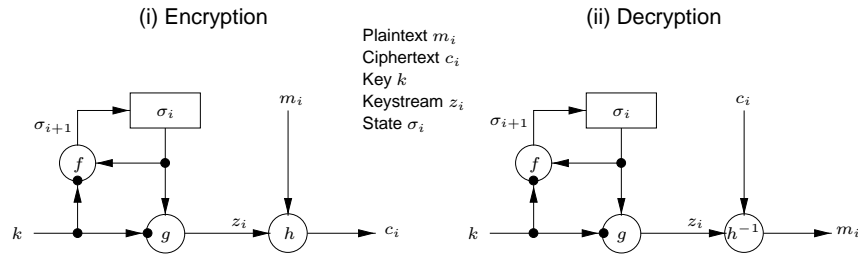 (i) Encryption
(ii) Decryption
Plaintext m_i
Ciphertext c_i
Key k
Keystream z_i
State σ_i
σ_i
m_i
σ_{i+1}
f
k
g
z_i
h
c_i
σ_i
c_i
σ_{i+1}
f
k
g
z_i
h^{-1}
m_i